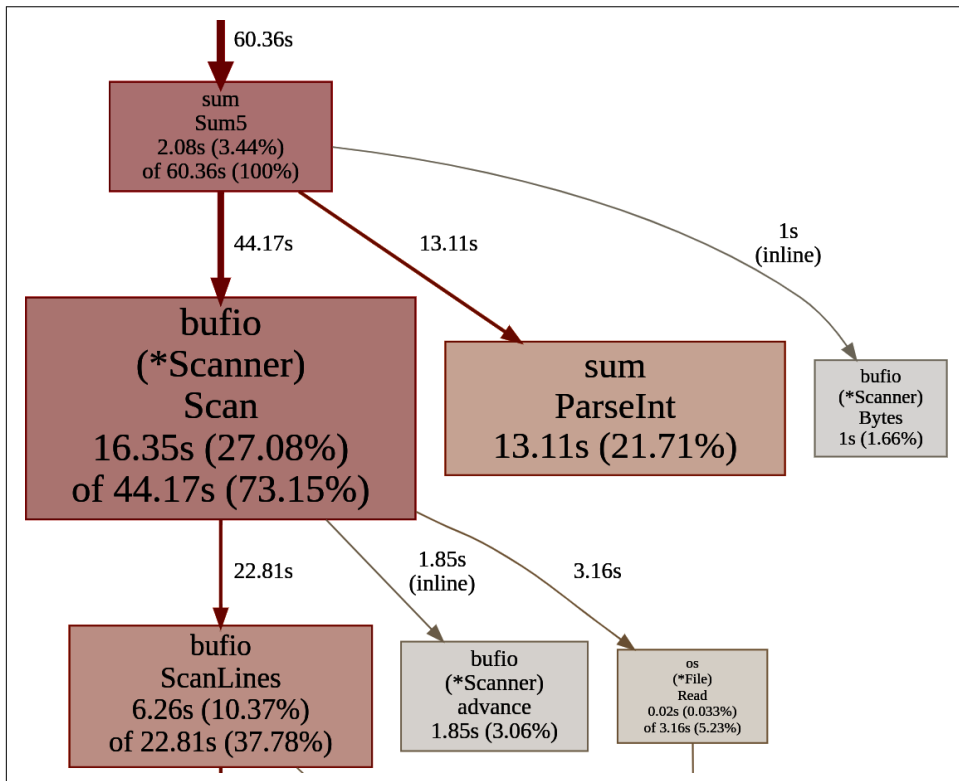 60.36s
sum
Sum5
2.08s (3.44%)
of 60.36s (100%)
44.17s
13.11s
1s
(inline)
bufio
(*Scanner)
Scan
16.35s (27.08%)
of 44.17s (73.15%)
sum
ParseInt
13.11s (21.71%)
bufio
(*Scanner)
Bytes
1s (1.66%)
22.81s
1.85s
(inline)
3.16s
bufio
ScanLines
6.26s (10.37%)
of 22.81s (37.78%)
bufio
(*Scanner)
advance
1.85s (3.06%)
os
(*File)
Read
0.02s (0.033%)
of 3.16s (5.23%)